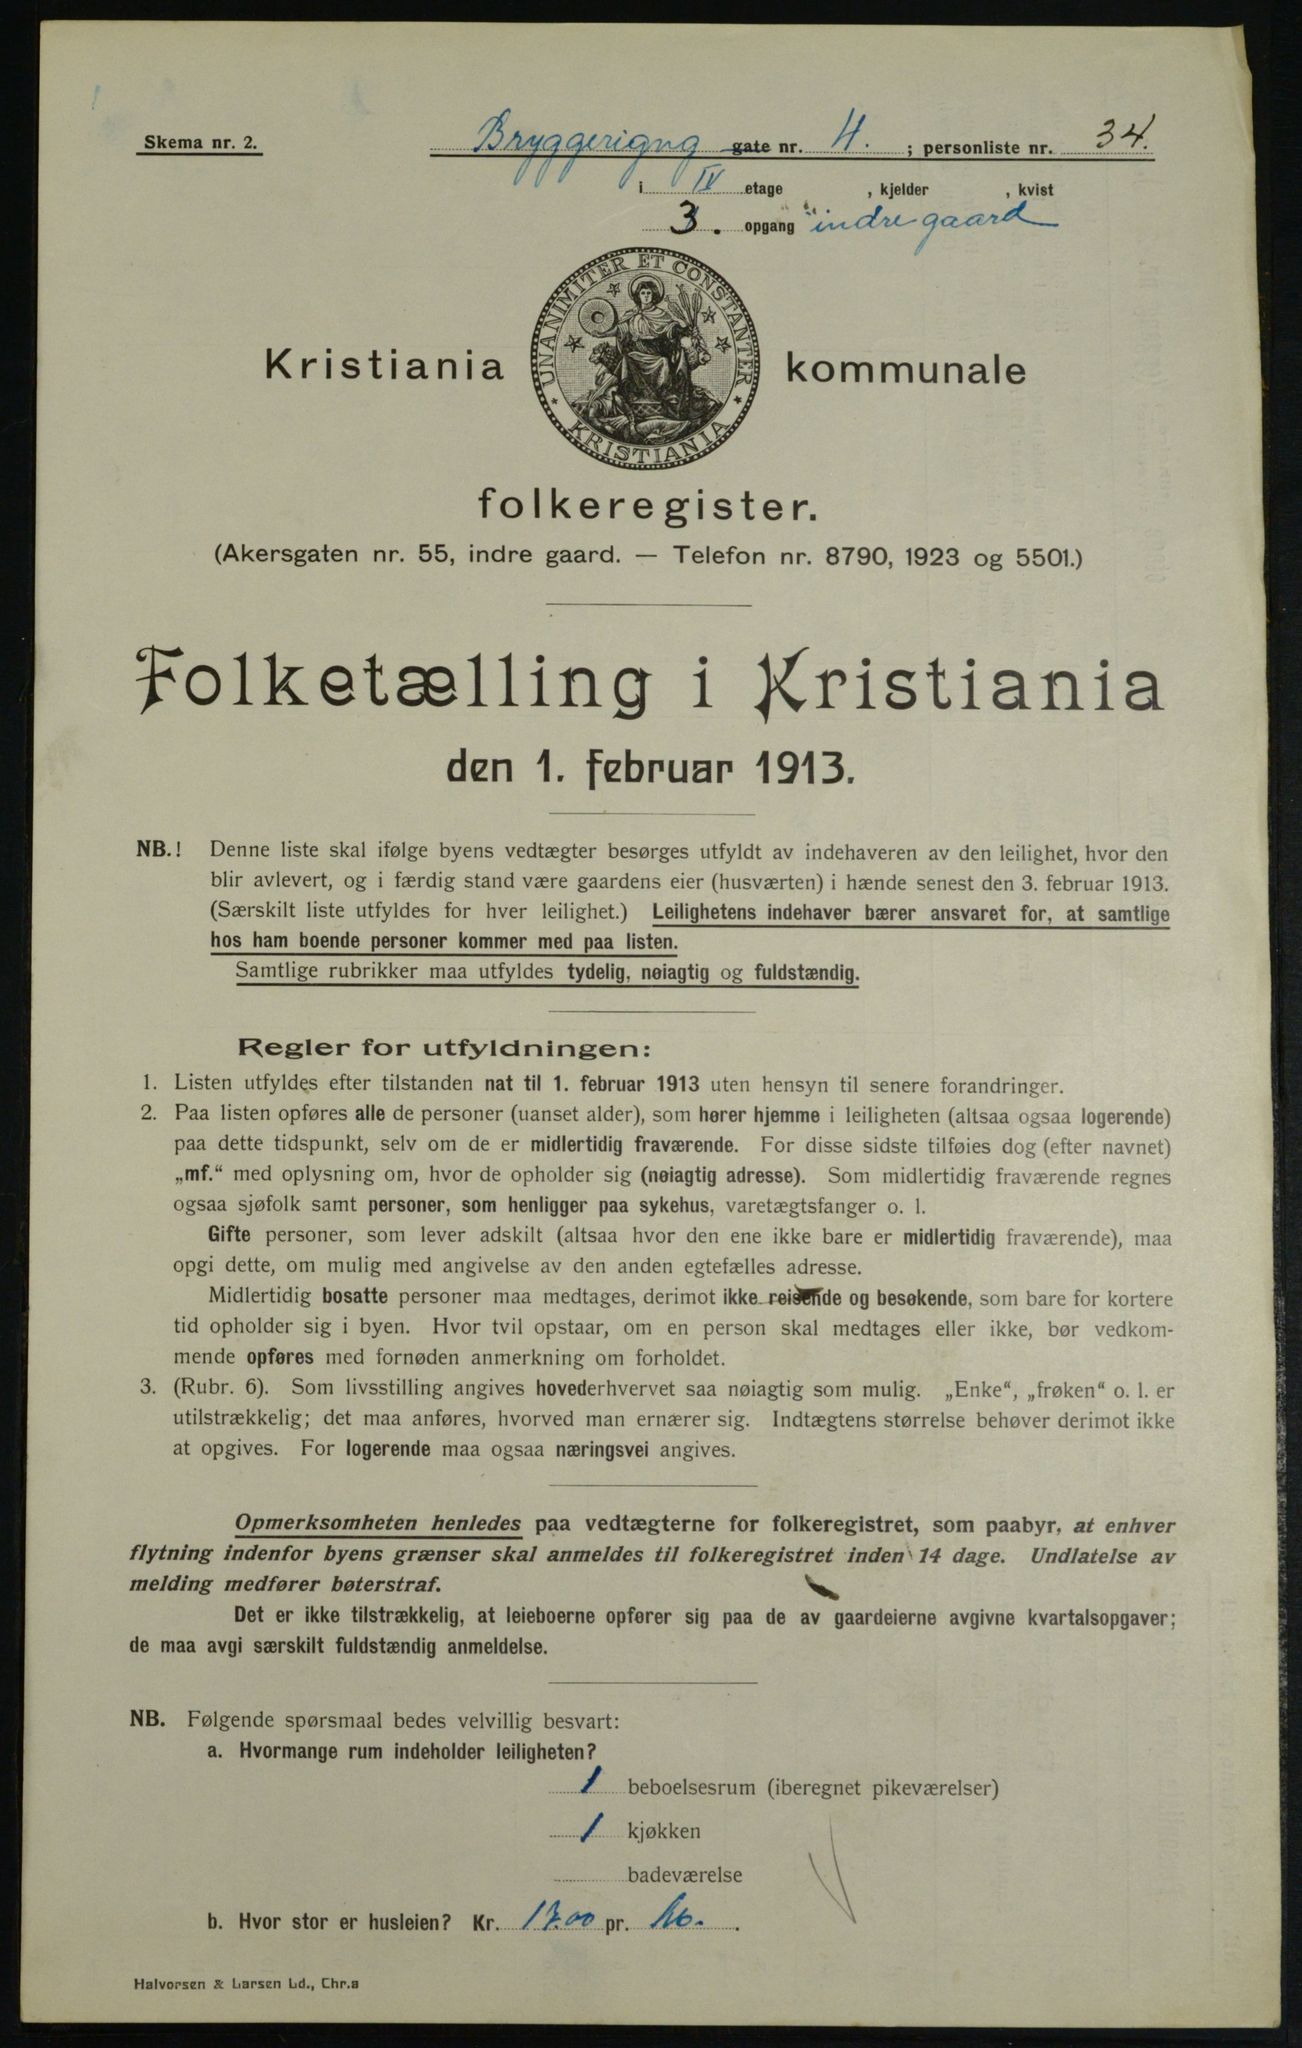 Skema nr. 2.
Bryggerigng gate nr. 4. ; personliste nr. 34.
i IV etage , kjelder , kvist
3. opgang indre gaard
UNANIMITER ET CONSTANTER
* KRISTIANIA *
Kristiania kommunale
folkeregister.
(Akersgaten nr. 55, indre gaard. — Telefon nr. 8790, 1923 og 5501.)
Folketælling i Kristiania
den 1. februar 1913.
NB.! Denne liste skal ifølge byens vedtægter besørges utfyldt av indehaveren av den leilighet, hvor den
blir avlevert, og i færdig stand være gaardens eier (husværten) i hænde senest den 3. februar 1913.
(Særskilt liste utfyldes for hver leilighet.) Leilighetens indehaver bærer ansvaret for, at samtlige
hos ham boende personer kommer med paa listen.
Samtlige rubrikker maa utfyldes tydelig, nøiagtig og fuldstændig.
Regler for utfyldningen:
1. Listen utfyldes efter tilstanden nat til 1. februar 1913 uten hensyn til senere forandringer.
2. Paa listen opføres alle de personer (uanset alder), som hører hjemme i leiligheten (altsaa ogsaa logerende)
paa dette tidspunkt, selv om de er midlertidig fraværende. For disse sidste tilføies dog (efter navnet)
„mf.“ med oplysning om, hvor de opholder sig (nøiagtig adresse). Som midlertidig fraværende regnes
ogsaa sjøfolk samt personer, som henligger paa sykehus, varetægtsfanger o. l.
Gifte personer, som lever adskilt (altsaa hvor den ene ikke bare er midlertidig fraværende), maa
opgi dette, om mulig med angivelse av den anden egtefælles adresse.
Midlertidig bosatte personer maa medtages, derimot ikke reisende og besøkende, som bare for kortere
tid opholder sig i byen. Hvor tvil opstaar, om en person skal medtages eller ikke, bør vedkom-
mende opføres med fornøden anmerkning om forholdet.
3. (Rubr. 6). Som livsstilling angives hovederhvervet saa nøiagtig som mulig. „Enke“, „frøken“ o. l. er
utilstrækkelig; det maa anføres, hvorved man ernærer sig. Indtægtens størrelse behøver derimot ikke
at opgives. For logerende maa ogsaa næringsvei angives.
Opmerksomheten henledes paa vedtægterne for folkeregistret, som paabyr, at enhver
flytning indenfor byens grænser skal anmeldes til folkeregistret inden 14 dage. Undlatelse av
melding medfører bøterstraf.
Det er ikke tilstrækkelig, at leieboerne opfører sig paa de av gaardeierne avgivne kvartalsopgaver;
de maa avgi særskilt fuldstændig anmeldelse.
NB. Følgende spørsmaal bedes velvillig besvart:
a. Hvormange rum indeholder leiligheten?
1 beboelsesrum (iberegnet pikeværelser)
1 kjøkken
badeværelse
b. Hvor stor er husleien? Kr. 17.00 pr.
Halvorsen & Larsen Ld., Chr.a